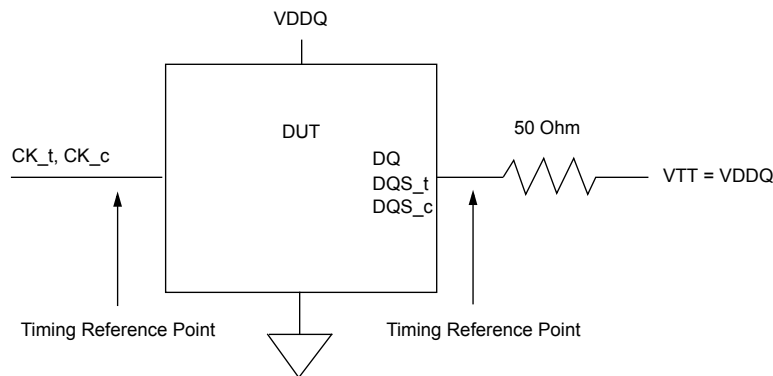 VDDQ
50 Ohm
DUT
CK_t, CK_c
DQ
DQS_t
DQS_c
VTT = VDDQ
Timing Reference Point
Timing Reference Point